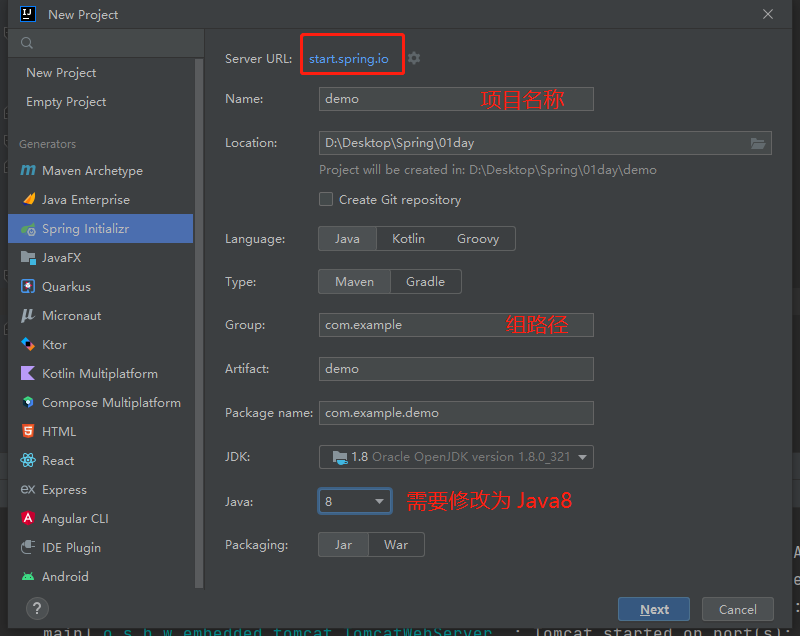 New Project
Server URL: start.spring.io
New Project
Empty Project
Generators
Maven Archetype
Java Enterprise
Spring Initializr
JavaFX
Quarkus
Micronaut
Ktor
Kotlin Multiplatform
Compose Multiplatform
HTML
React
Express
Angular CLI
IDE Plugin
Android
Name: demo 项目名称
Location: D:\Desktop\Spring\01day
Project will be created in: D:\Desktop\Spring\01day\demo
Create Git repository
Language: Java Kotlin Groovy
Type: Maven Gradle
Group: com.example 组路径
Artifact: demo
Package name: com.example.demo
JDK: 1.8 Oracle OpenJDK version 1.8.0_321
Java: 8 需要修改为 Java8
Packaging: Jar War
? Next Cancel
main] o.s.b.w.embedded.tomcat.TomcatWebServer : Tomcat started on port(s):